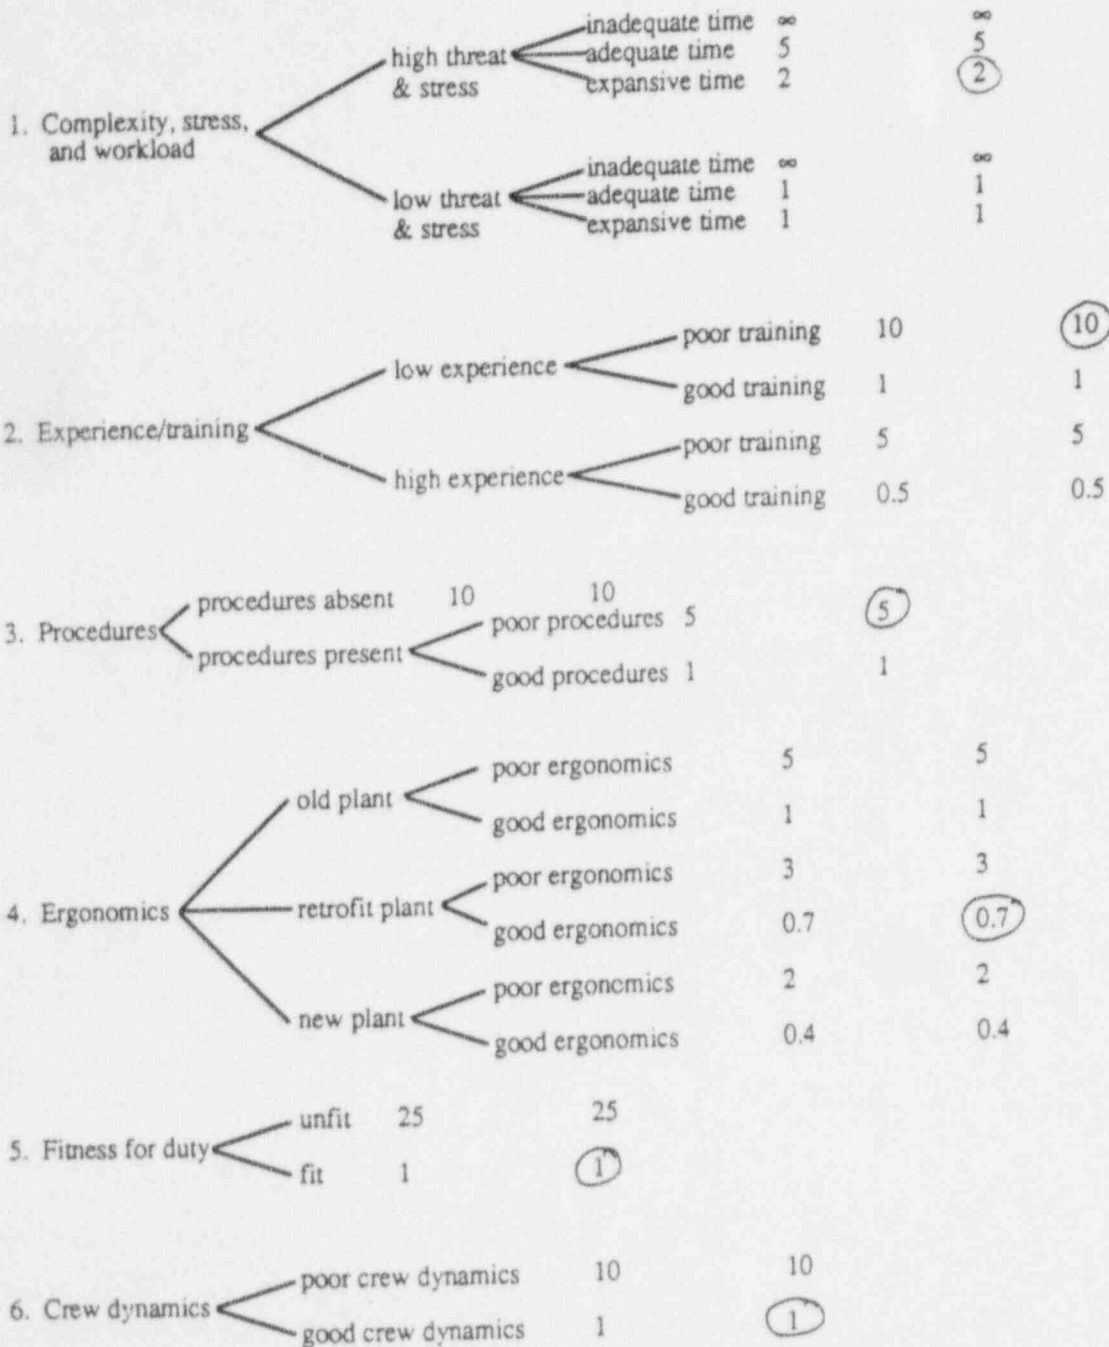 inadequate time ∞ ∞
high threat adequate time 5 5
& stress expansive time 2 2
1. Complexity, stress,
and workload
inadequate time ∞ ∞
low threat adequate time 1 1
& stress expansive time 1 1
poor training 10 10
low experience
good training 1 1
2. Experience/training
poor training 5 5
high experience
good training 0.5 0.5
procedures absent 10 10
3. Procedures poor procedures 5 5
procedures present
good procedures 1 1
poor ergonomics 5 5
old plant
good ergonomics 1 1
poor ergonomics 3 3
4. Ergonomics retrofit plant
good ergonomics 0.7 0.7
poor ergonomics 2 2
new plant
good ergonomics 0.4 0.4
unfit 25 25
5. Fitness for duty
fit 1 1
poor crew dynamics 10 10
6. Crew dynamics
good crew dynamics 1 1